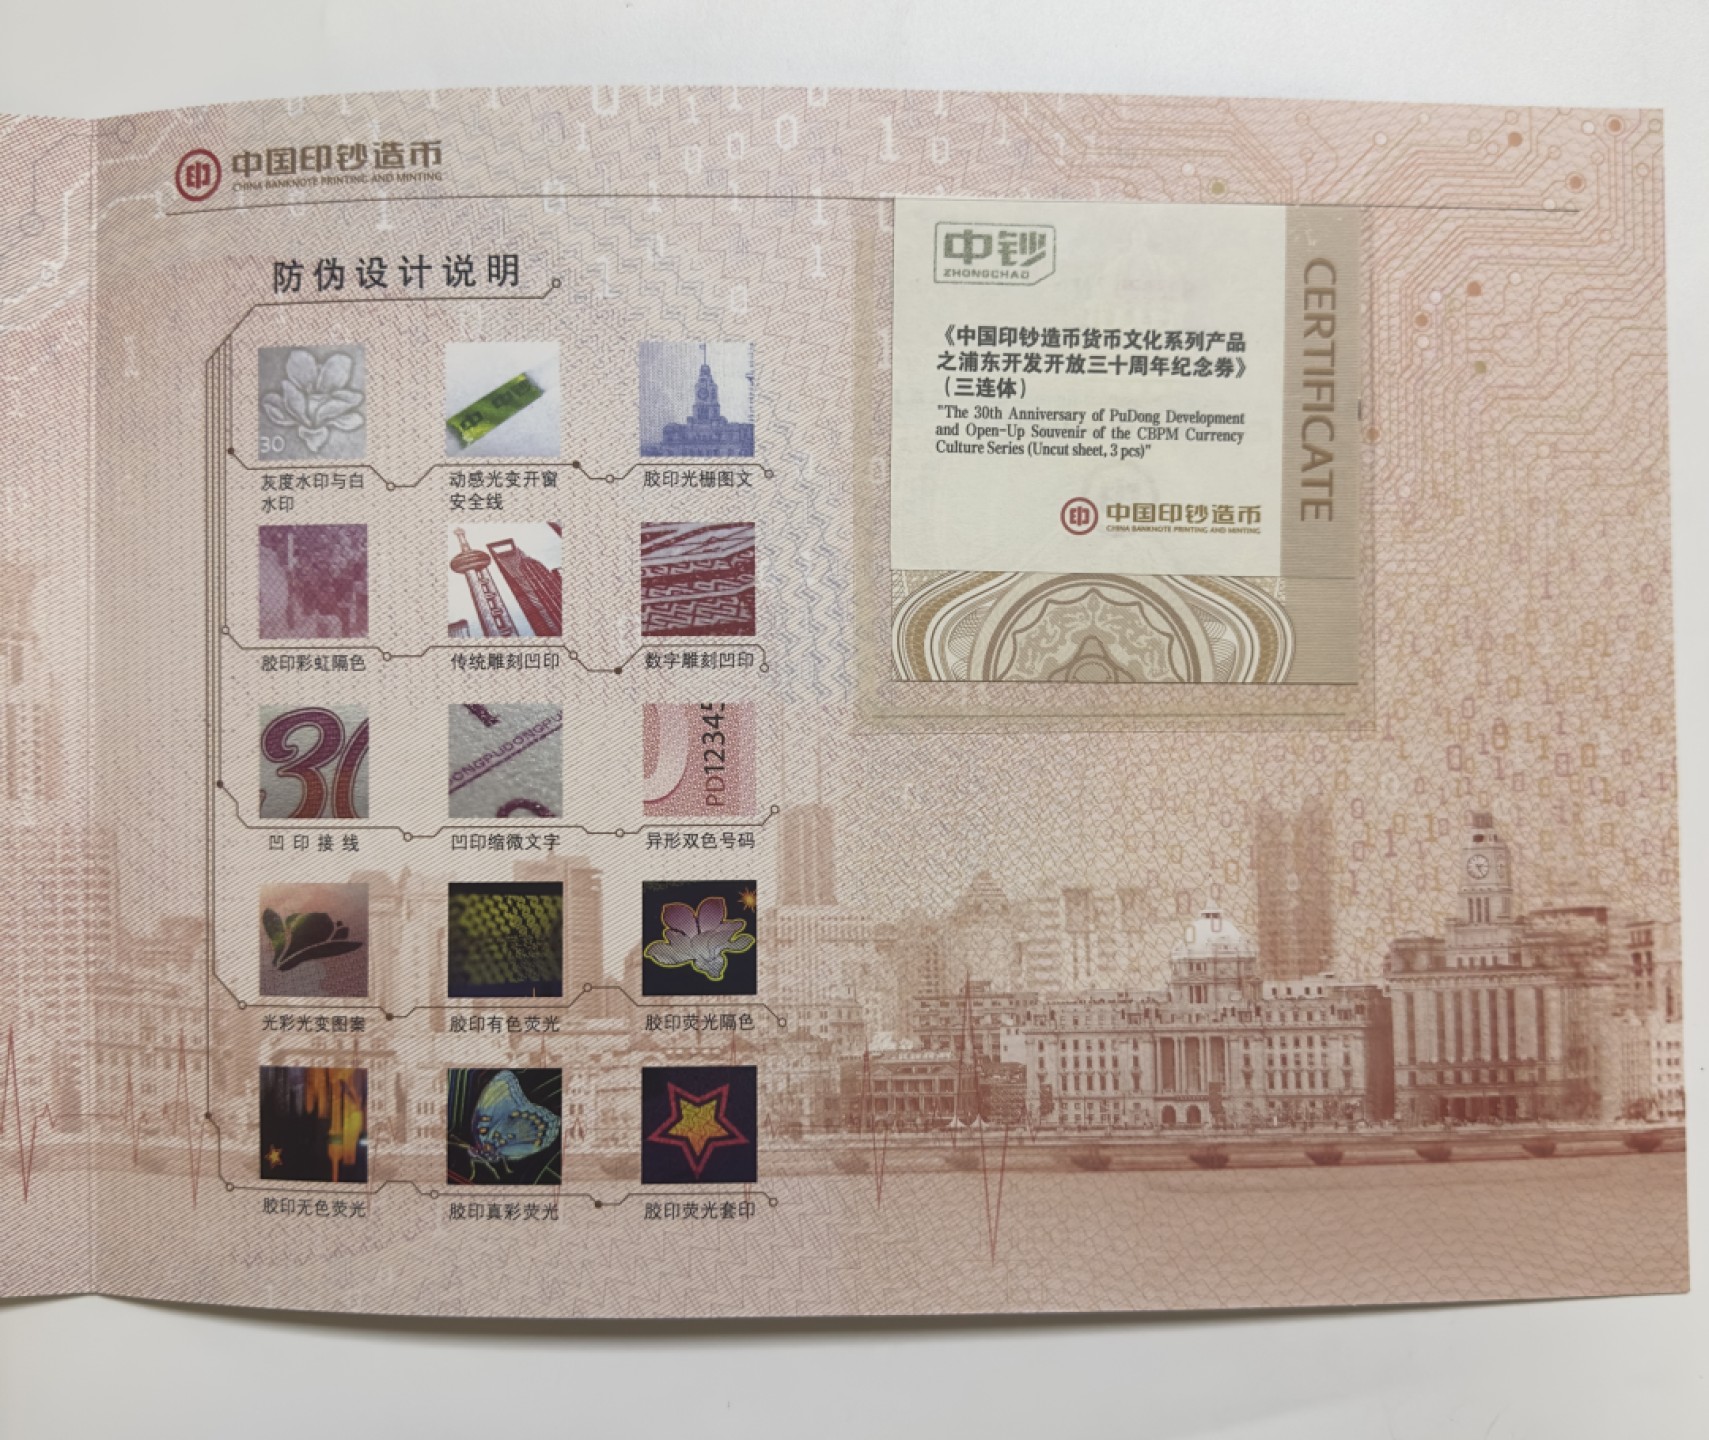 中国印钞造币
CHINA BANKNOTE PRINTING AND MINTING
防伪设计说明
30
灰度水印与白
水印
动感光变开窗
安全线
胶印光栅图文
胶印彩虹隔色
传统雕刻凹印
数字雕刻凹印
30
ONGPUDONGPU
PD12345
凹印接线
凹印缩微文字
异形双色号码
光彩光变图案
胶印有色荧光
胶印荧光隔色
胶印无色荧光
胶印真彩荧光
胶印荧光套印
中钞
ZHONGCHAO
《中国印钞造币货币文化系列产品
之浦东开发开放三十周年纪念券》
（三连体）
"The 30th Anniversary of PuDong Development
and Open-Up Souvenir of the CBPM Currency
Culture Series (Uncut sheet, 3 pcs)"
中国印钞造币
CHINA BANKNOTE PRINTING AND MINTING
CERTIFICATE